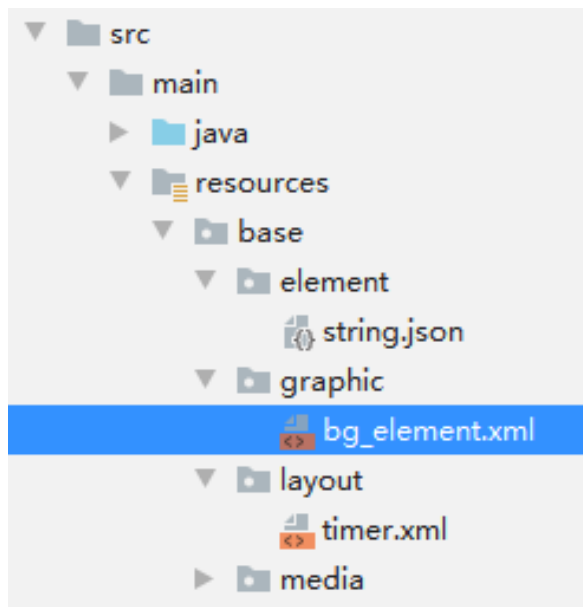 src
main
java
resources
base
element
string.json
graphic
bg_element.xml
layout
timer.xml
media